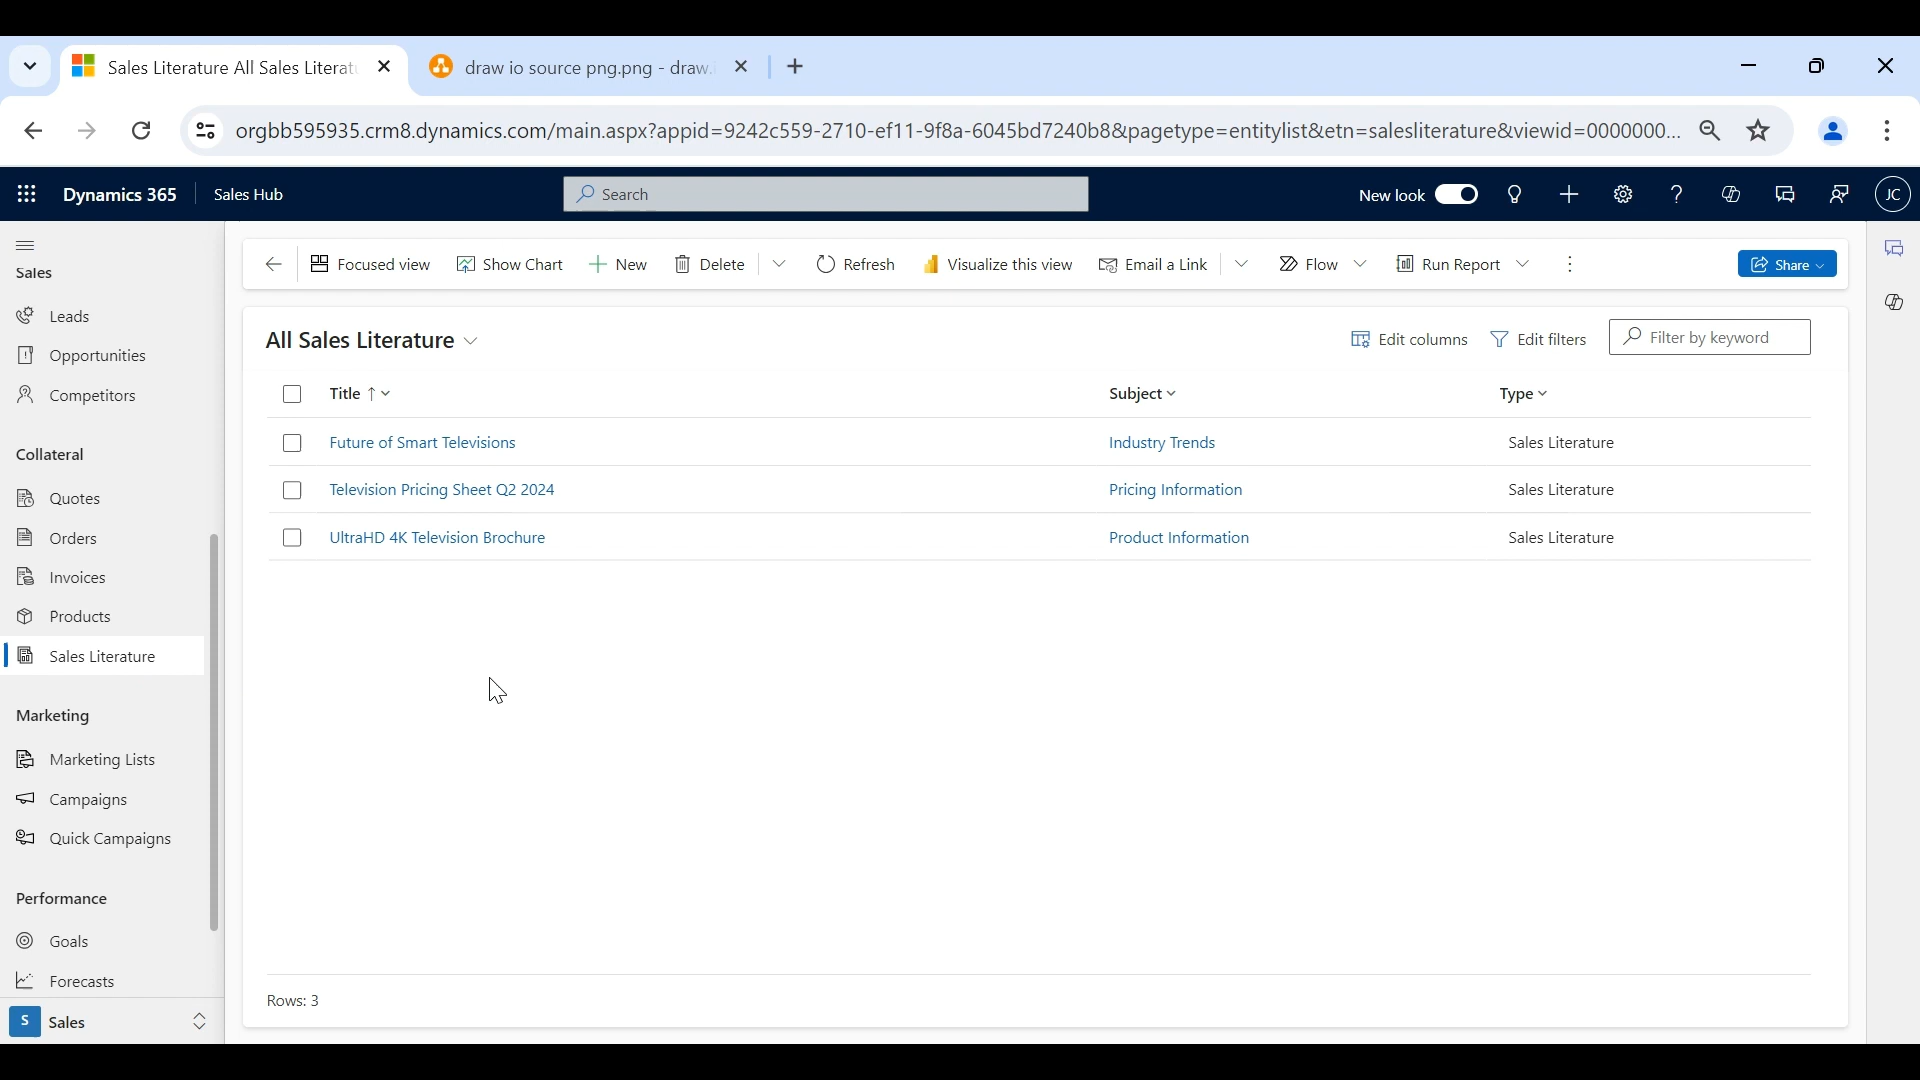 Sales Literature All Sales Literat
draw io source png.png - draw.i
orgbb595935.crm8.dynamics.com/main.aspx?appid=9242c559-2710-ef11-9f8a-6045bd7240b8&pagetype=entitylist&etn=salesliterature&viewid=0000000...
Dynamics 365 Sales Hub Search New look JC
Focused view Show Chart New Delete Refresh Visualize this view Email a Link Flow Run Report Share
Sales
Leads
Opportunities
Competitors
Collateral
Quotes
Orders
Invoices
Products
Sales Literature
Marketing
Marketing Lists
Campaigns
Quick Campaigns
Performance
Goals
Forecasts
S Sales
All Sales Literature Edit columns Edit filters Filter by keyword
Title Subject Type
Future of Smart Televisions Industry Trends Sales Literature
Television Pricing Sheet Q2 2024 Pricing Information Sales Literature
UltraHD 4K Television Brochure Product Information Sales Literature
Rows: 3